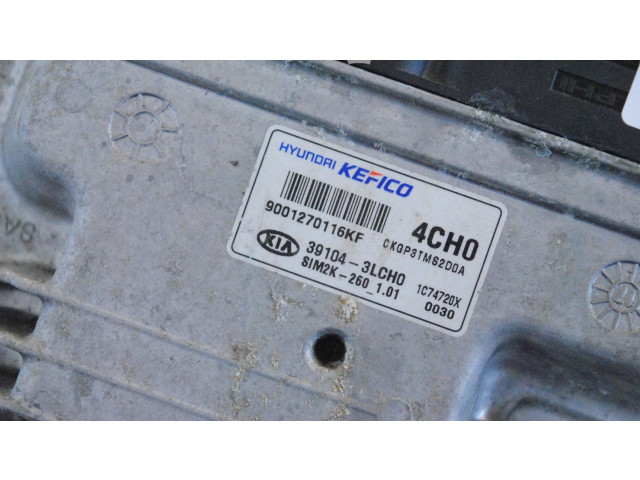 HYUNDAI KEFICO
9001270116KF
4CH0
CKGP3TMS2D0A
KIA
39104-3LCH0
SIM2K-260_1.01
1C74720X
0030